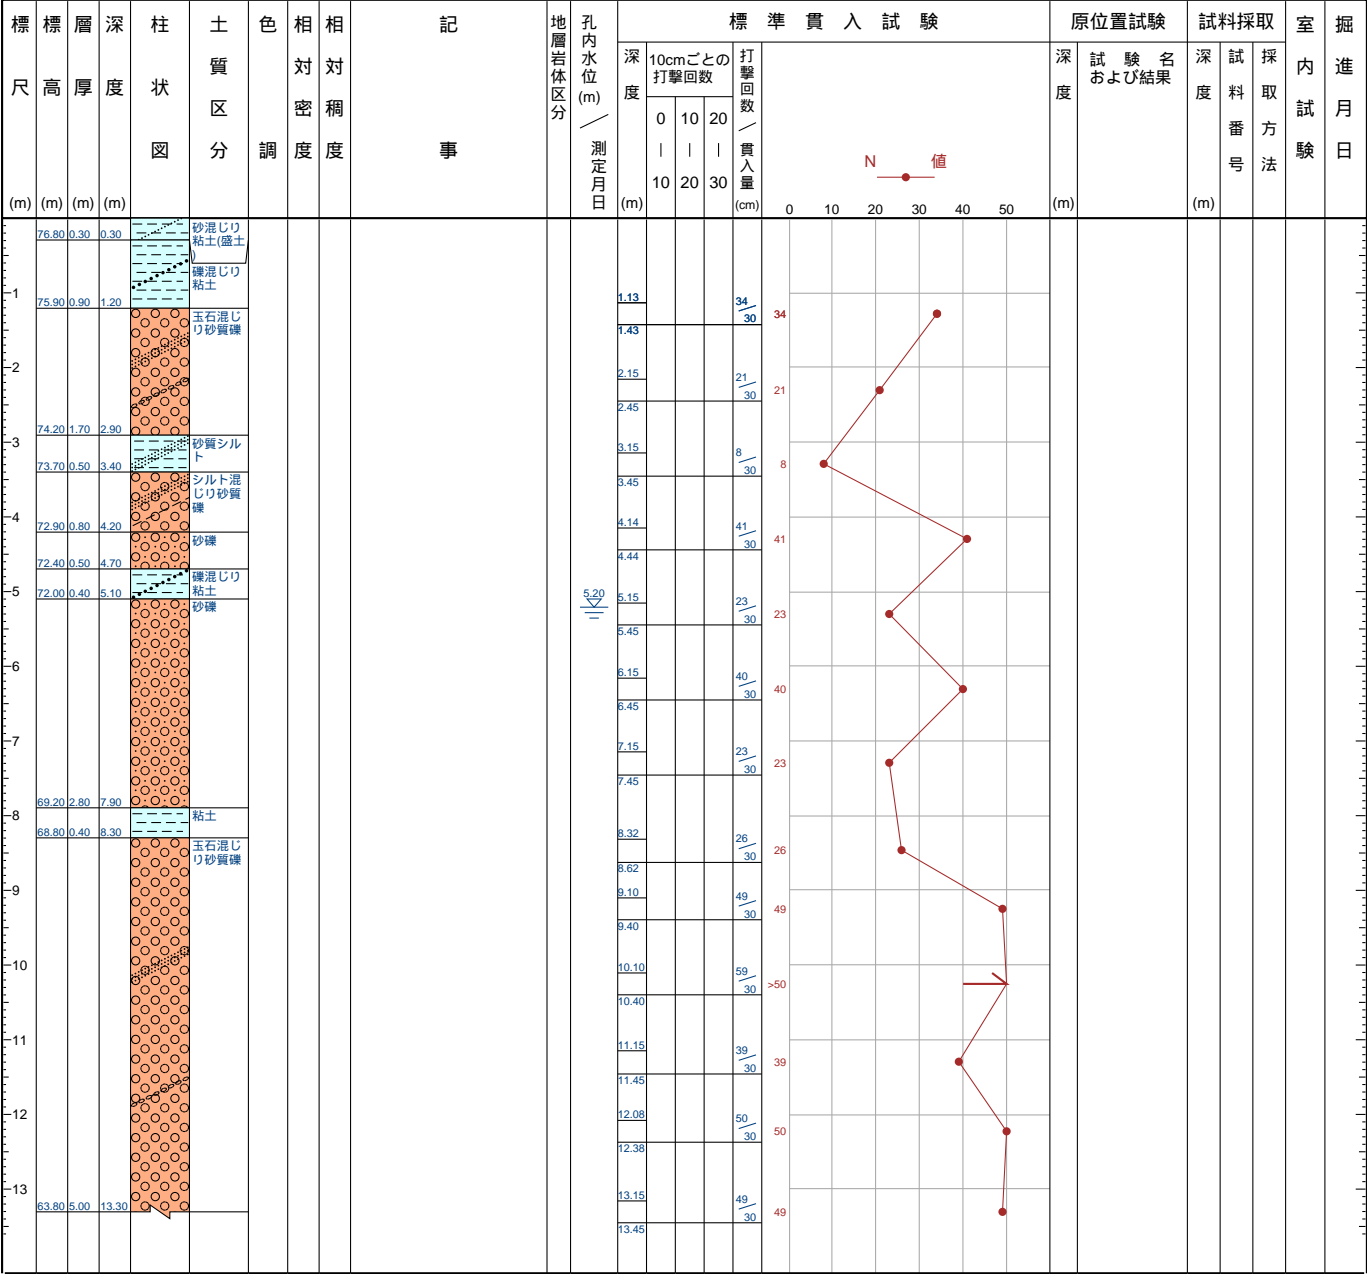 標尺 (m)
標高 (m)
層厚 (m)
深度 (m)
柱状図
土質区分
色調
相対密度
相対稠度
記事
地層岩体区分
孔内水位(m)／測定月日
標準貫入試験
深度 (m)
10cmごとの
打撃回数
0 10 20
| | |
10 20 30
打撃回数／貫入量 (cm)
N 値
0 10 20 30 40 50
原位置試験
深度 (m)
試験名
および結果
試料採取
深度 (m)
試料番号
採取方法
室内試験
掘進月日
76.80 0.30 0.30
砂混じり
粘土(盛土
)
礫混じり
粘土
1
75.90 0.90 1.20
1.13
34/30
34
1.43
玉石混じ
り砂質礫
2
2.15
21/30
21
2.45
74.20 1.70 2.90
3
砂質シル
ト
3.15
8/30
8
73.70 0.50 3.40
3.45
シルト混
じり砂質
礫
4
72.90 0.80 4.20
4.14
41/30
41
砂礫
4.44
72.40 0.50 4.70
礫混じり
粘土
5
72.00 0.40 5.10
5.20
砂礫
5.15
23/30
23
5.45
6
6.15
40/30
40
6.45
7
7.15
23/30
23
7.45
69.20 2.80 7.90
8
粘土
68.80 0.40 8.30
8.32
26/30
26
玉石混じ
り砂質礫
8.62
9
9.10
49/30
49
9.40
10
10.10
59/30
>50
10.40
11
11.15
39/30
39
11.45
12
12.08
50/30
50
12.38
13
13.15
49/30
49
63.80 5.00 13.30
13.45